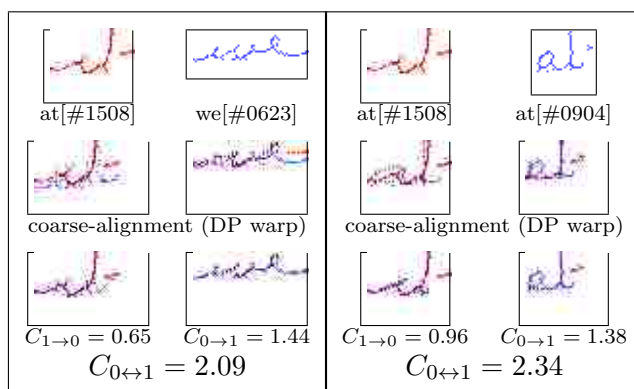 at[#1508] we[#0623]
coarse-alignment (DP warp)
C1→0 = 0.65 C0→1 = 1.44
C0↔1 = 2.09
at[#1508] at[#0904]
coarse-alignment (DP warp)
C1→0 = 0.96 C0→1 = 1.38
C0↔1 = 2.34